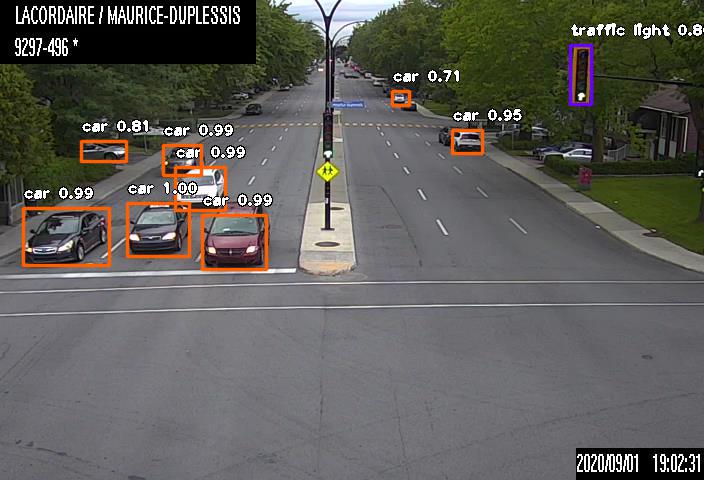 LACORDAIRE / MAURICE-DUPLESSIS
9297-496 *
traffic light 0.8
car 0.71
car 0.95
car 0.81
car 0.99
car 0.99
car 0.99
car 1.00
car 0.99
2020/09/01 19:02:31